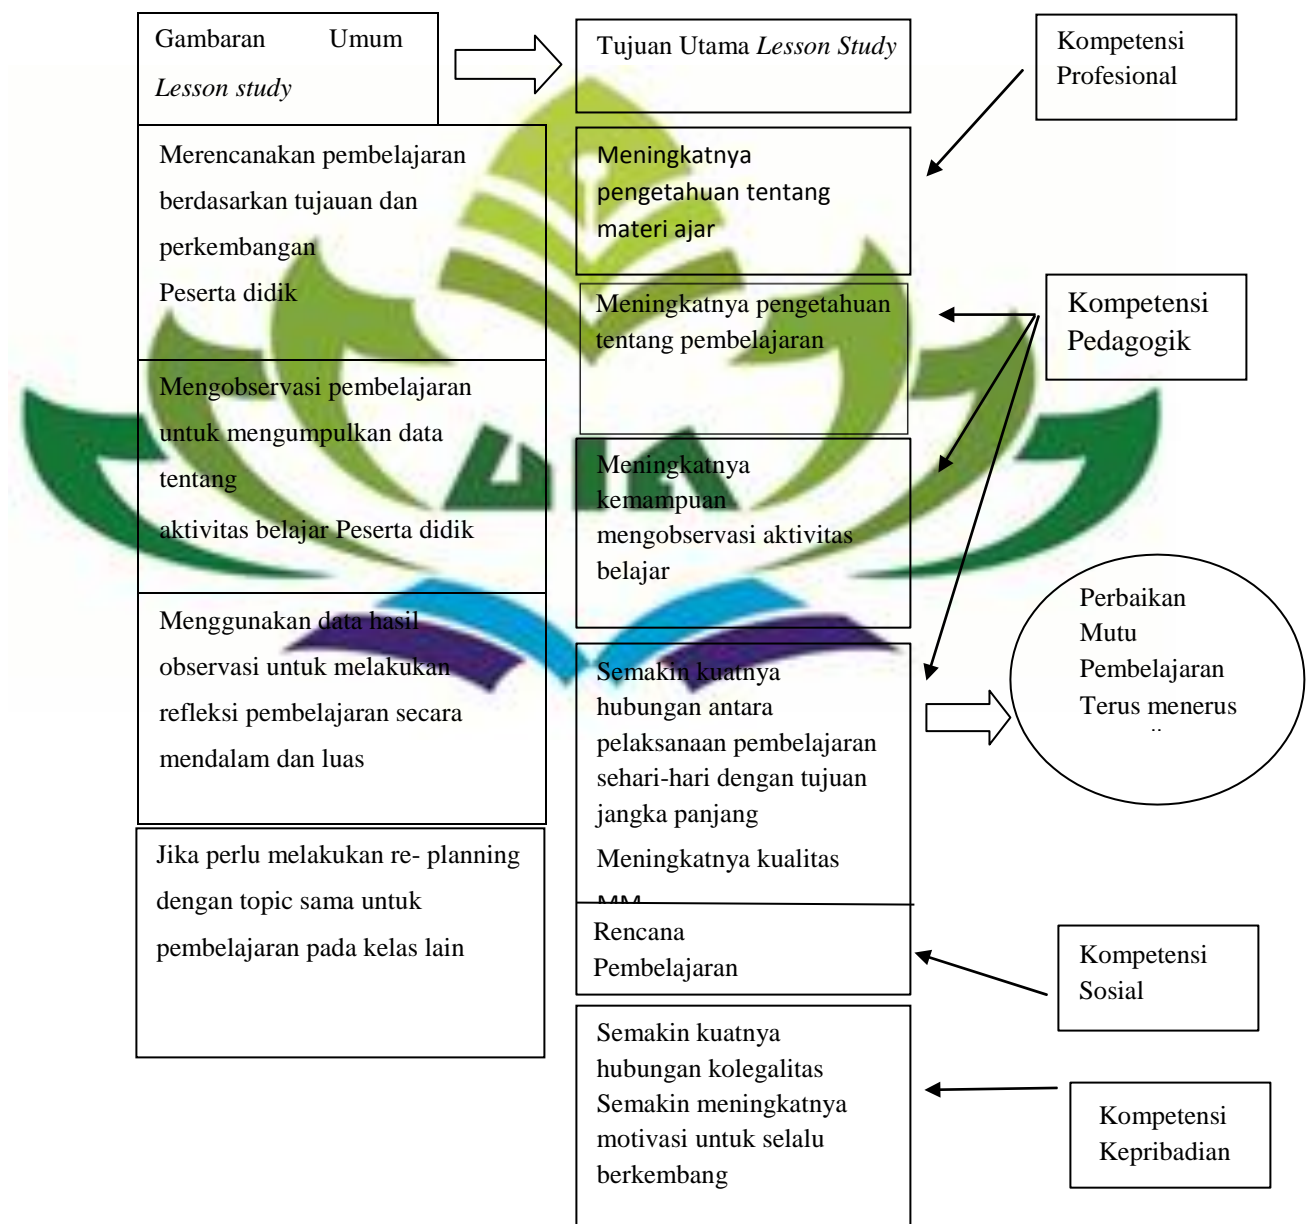 Gambaran Umum
Lesson study
Merencanakan pembelajaran
berdasarkan tujauan dan
perkembangan
Peserta didik
Mengobservasi pembelajaran
untuk mengumpulkan data
tentang
aktivitas belajar Peserta didik
Menggunakan data hasil
observasi untuk melakukan
refleksi pembelajaran secara
mendalam dan luas
Jika perlu melakukan re- planning
dengan topic sama untuk
pembelajaran pada kelas lain
Tujuan Utama Lesson Study
Meningkatnya
pengetahuan tentang
materi ajar
Meningkatnya pengetahuan
tentang pembelajaran
Meningkatnya
kemampuan
mengobservasi aktivitas
belajar
Semakin kuatnya
hubungan antara
pelaksanaan pembelajaran
sehari-hari dengan tujuan
jangka panjang
Meningkatnya kualitas
Rencana
Pembelajaran
Semakin kuatnya
hubungan kolegalitas
Semakin meningkatnya
motivasi untuk selalu
berkembang
Kompetensi
Profesional
Kompetensi
Pedagogik
Perbaikan
Mutu
Pembelajaran
Terus menerus
Kompetensi
Sosial
Kompetensi
Kepribadian